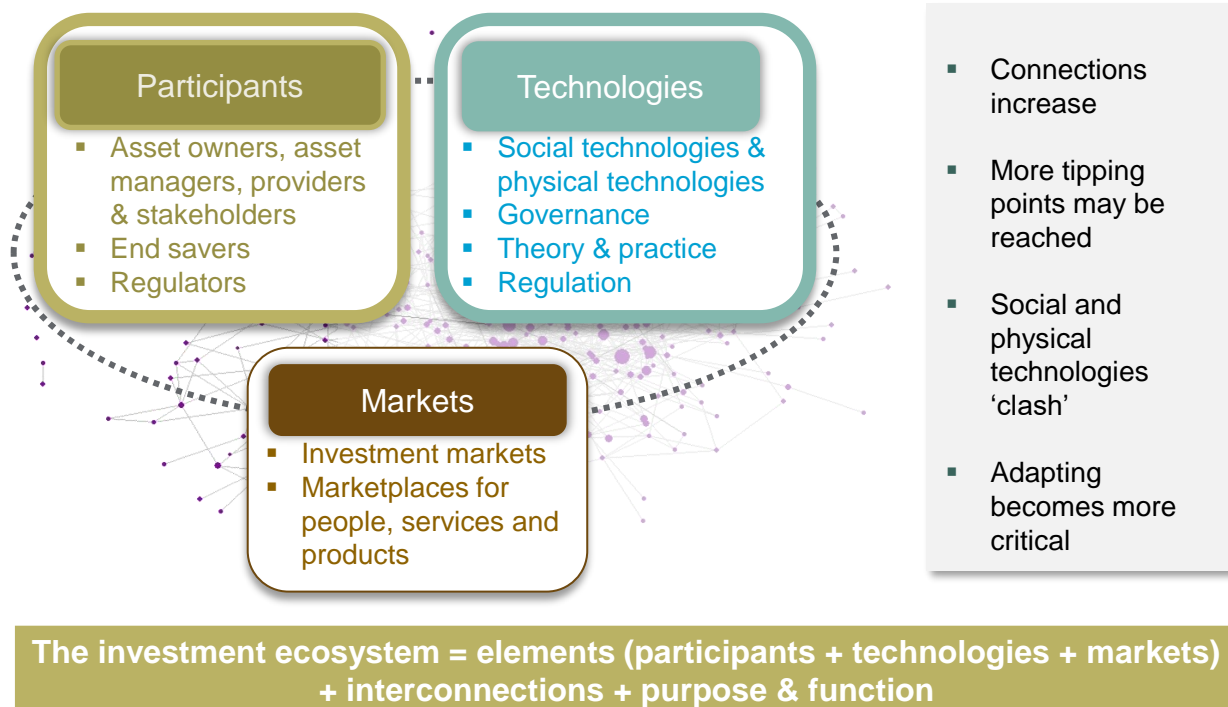 Participants
▪ Asset owners, asset
managers, providers
& stakeholders
▪ End savers
▪ Regulators
Technologies
▪ Social technologies &
physical technologies
▪ Governance
▪ Theory & practice
▪ Regulation
Markets
▪ Investment markets
▪ Marketplaces for
people, services and
products
▪ Connections
increase
▪ More tipping
points may be
reached
▪ Social and
physical
technologies
‘clash’
▪ Adapting
becomes more
critical
The investment ecosystem = elements (participants + technologies + markets)
+ interconnections + purpose & function